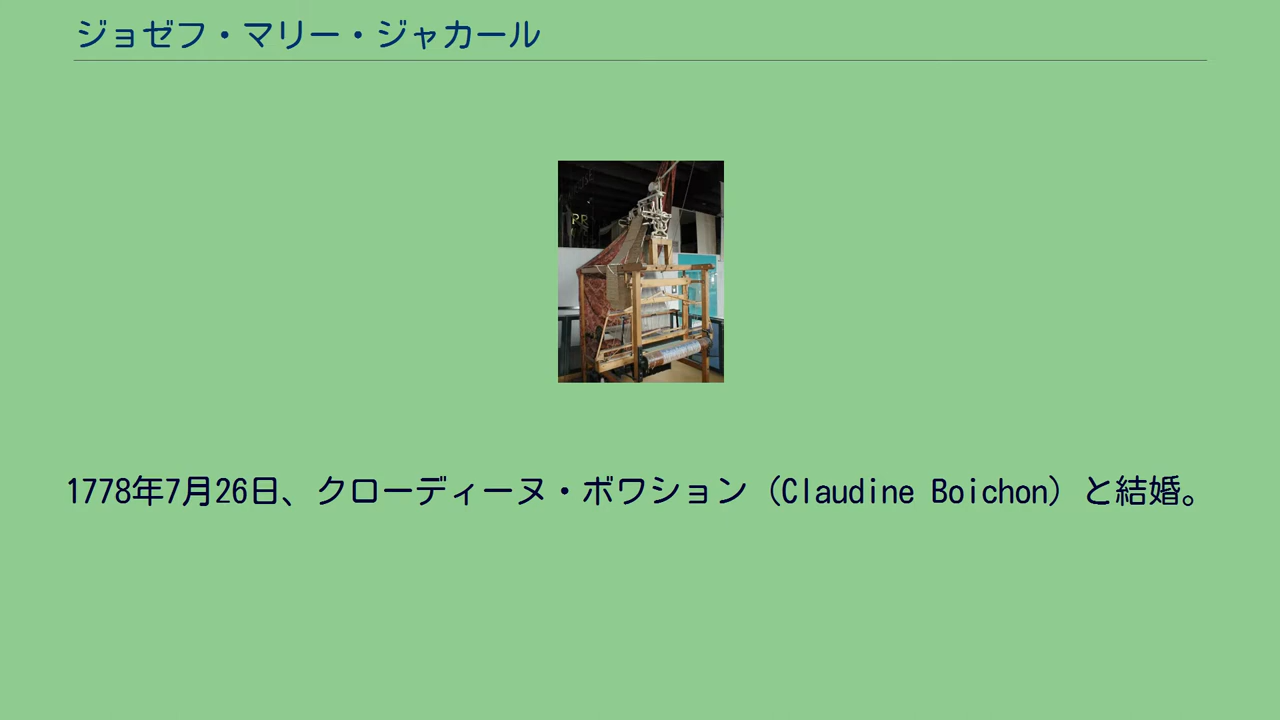 ジョゼフ・マリー・ジャカール
PR
1778年7月26日、クローディーヌ・ボワション（Claudine Boichon）と結婚。